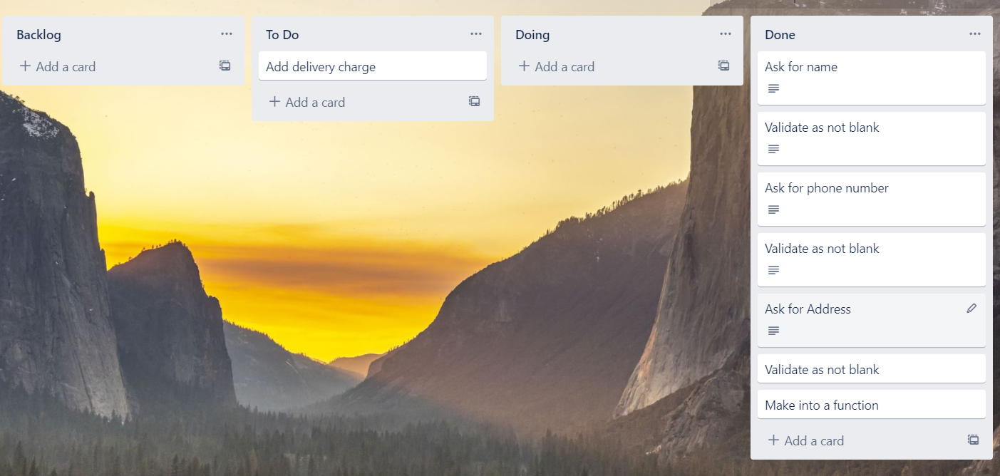 Backlog
+ Add a card
To Do
Add delivery charge
+ Add a card
Doing
+ Add a card
Done
Ask for name
Validate as not blank
Ask for phone number
Validate as not blank
Ask for Address
Validate as not blank
Make into a function
+ Add a card